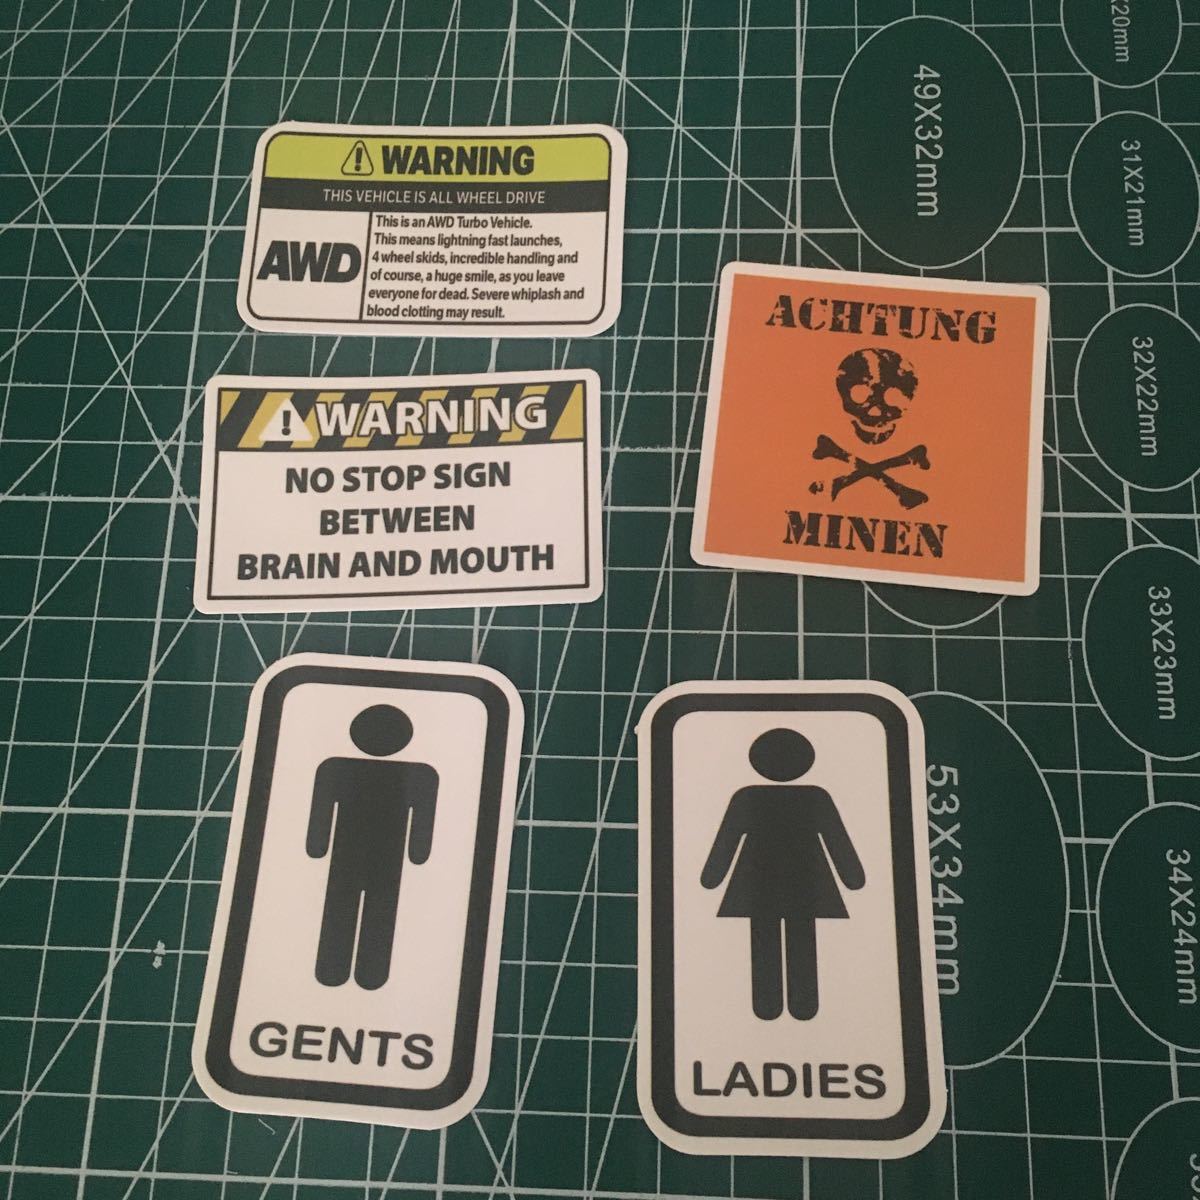 WARNING
THIS VEHICLE IS ALL WHEEL DRIVE
AWD
This is an AWD Turbo Vehicle.
This means lightning fast launches,
4 wheel skids, incredible handling and
of course, a huge smile, as you leave
everyone for dead. Severe whiplash and
blood clotting may result.
WARNING
NO STOP SIGN
BETWEEN
BRAIN AND MOUTH
ACHTUNG
MINEN
GENTS
LADIES
49X32mm
31X21mm
32X22mm
33X23mm
53X34mm
34X24mm